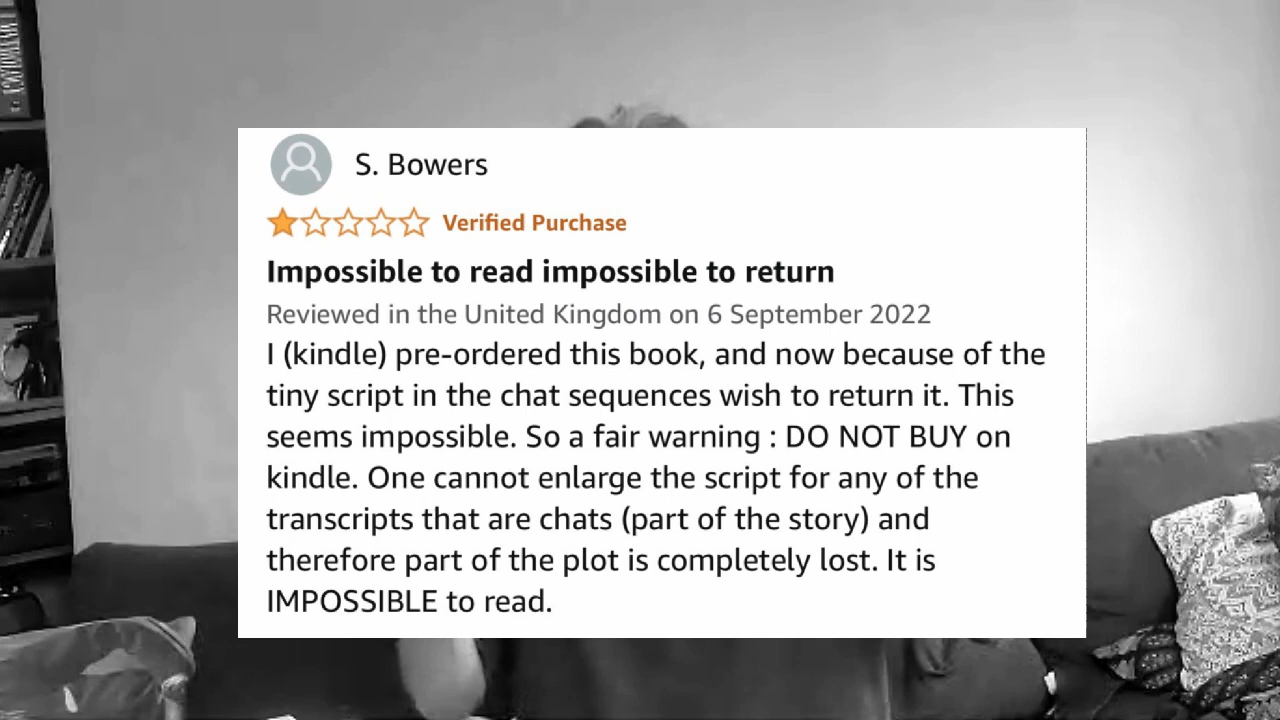 S. Bowers
Verified Purchase
Impossible to read impossible to return
Reviewed in the United Kingdom on 6 September 2022
I (kindle) pre-ordered this book, and now because of the
tiny script in the chat sequences wish to return it. This
seems impossible. So a fair warning : DO NOT BUY on
kindle. One cannot enlarge the script for any of the
transcripts that are chats (part of the story) and
therefore part of the plot is completely lost. It is
IMPOSSIBLE to read.